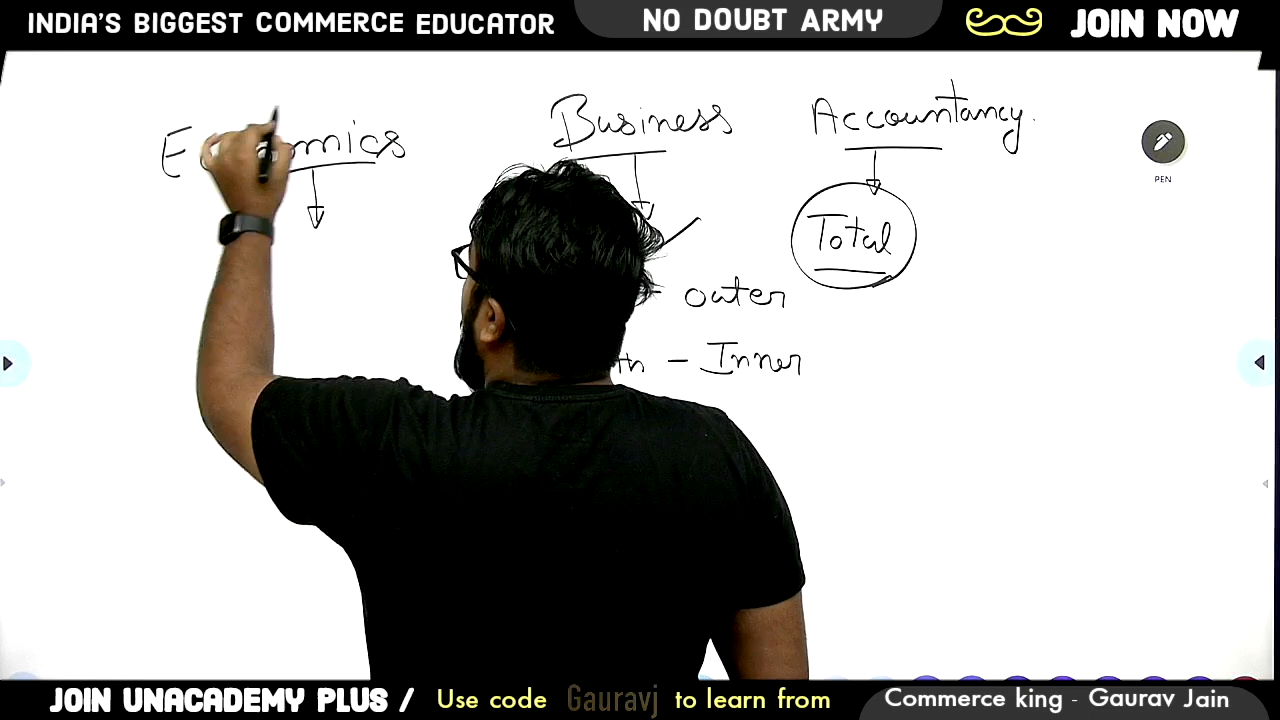 INDIA'S BIGGEST COMMERCE EDUCATOR
NO DOUBT ARMY
JOIN NOW
Business Accountancy.
PEN
Total
- outer
- Inner
JOIN UNACADEMY PLUS / Use code Gauravj to learn from
Commerce king - Gaurav Jain